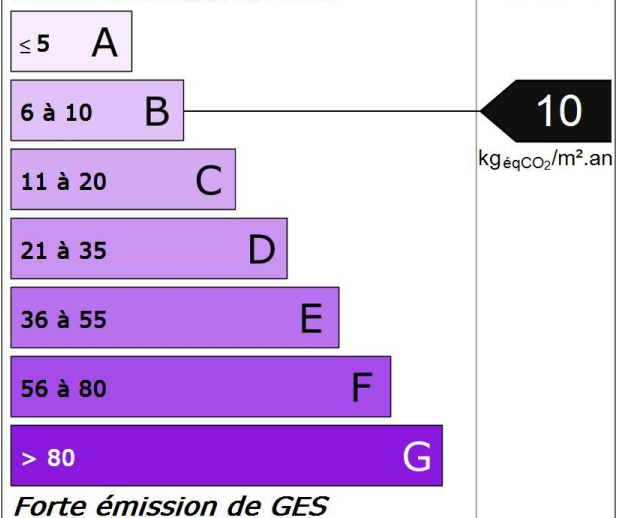 ≤ 5 A
6 à 10 B 10
kgéqCO₂/m².an
11 à 20 C
21 à 35 D
36 à 55 E
56 à 80 F
> 80 G
Forte émission de GES